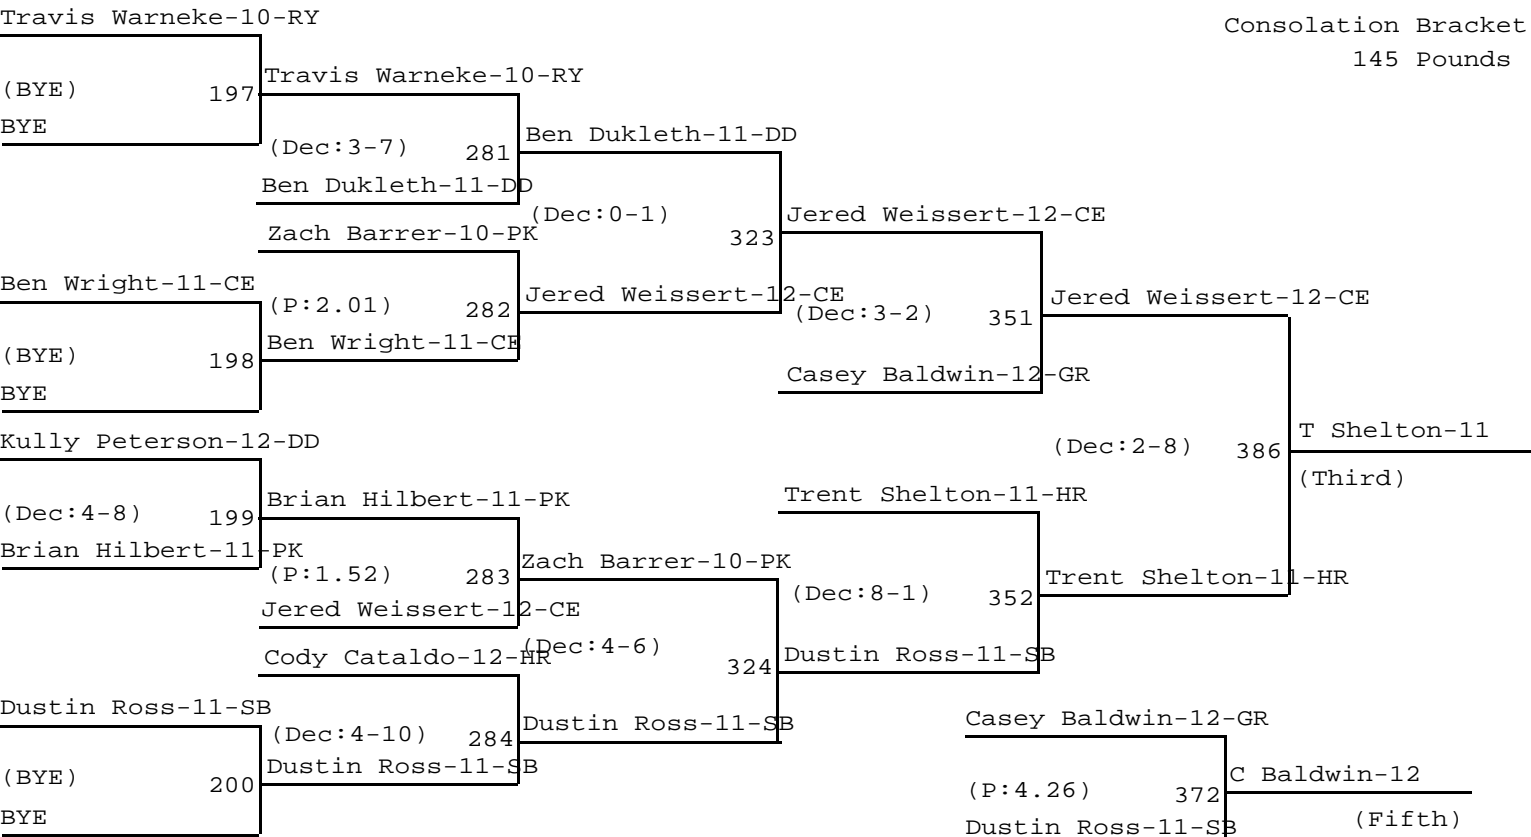 Consolation Bracket
145 Pounds
Travis Warneke-10-RY
(BYE)
197
BYE
Travis Warneke-10-RY
(Dec:3-7)
281
Ben Dukleth-11-DD
Ben Dukleth-11-DD
(Dec:0-1)
323
Zach Barrer-10-PK
Ben Wright-11-CE
(P:2.01)
282
Ben Wright-11-CE
(BYE)
198
BYE
Jered Weissert-12-CE
Jered Weissert-12-CE
(Dec:3-2)
351
Casey Baldwin-12-GR
Jered Weissert-12-CE
(Dec:2-8)
386
T Shelton-11
(Third)
Kully Peterson-12-DD
(Dec:4-8)
199
Brian Hilbert-11-PK
Brian Hilbert-11-PK
(P:1.52)
283
Jered Weissert-12-CE
Zach Barrer-10-PK
(Dec:4-6)
324
Cody Cataldo-12-HR
Dustin Ross-11-SB
(Dec:4-10)
284
Dustin Ross-11-SB
(BYE)
200
BYE
Dustin Ross-11-SB
Trent Shelton-11-HR
(Dec:8-1)
352
Dustin Ross-11-SB
Trent Shelton-11-HR
Casey Baldwin-12-GR
(P:4.26)
372
Dustin Ross-11-SB
C Baldwin-12
(Fifth)